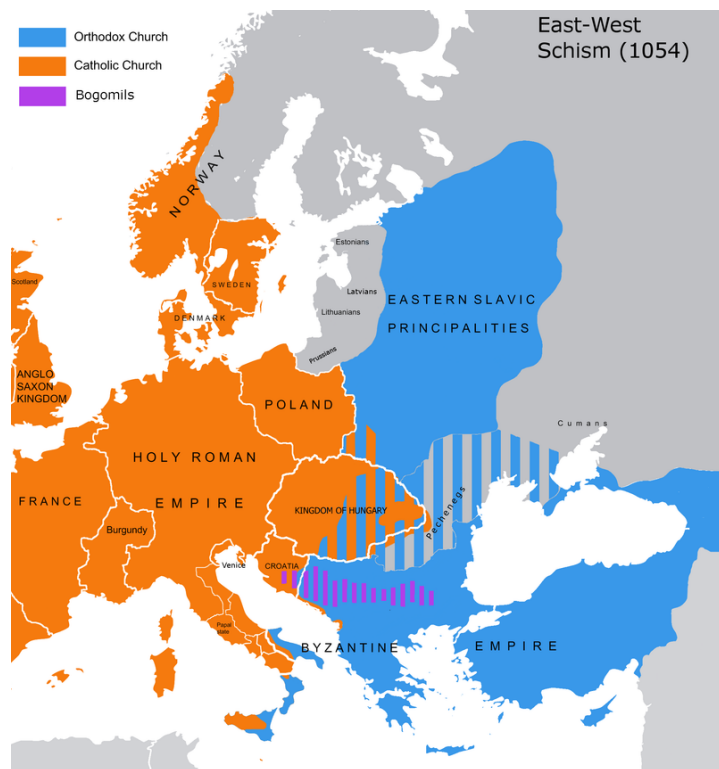 East-West
Schism (1054)
Orthodox Church
Catholic Church
Bogomils
NORWAY
Estonians
Scotland
SWEDEN
Latvians
EASTERN SLAVIC
PRINCIPALITIES
Lithuanians
DENMARK
Prussians
ANGLO
SAXON
KINGDOM
POLAND
Cumans
HOLY ROMAN
EMPIRE
FRANCE
KINGDOM OF HUNGARY
Pechenegs
Burgundy
Venice
CROATIA
Papal
state
BYZANTINE
EMPIRE